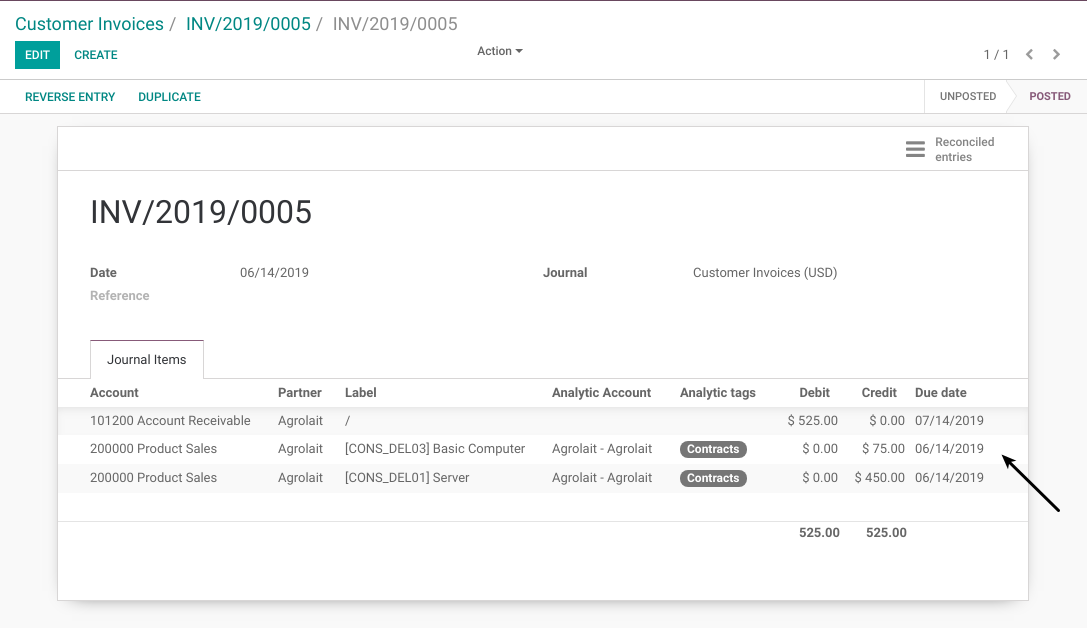 Customer Invoices / INV/2019/0005 / INV/2019/0005
EDIT CREATE Action 1 / 1
REVERSE ENTRY DUPLICATE UNPOSTED POSTED
Reconciled
entries
INV/2019/0005
Date 06/14/2019 Journal Customer Invoices (USD)
Reference
Journal Items
Account Partner Label Analytic Account Analytic tags Debit Credit Due date
101200 Account Receivable Agrolait / $ 525.00 $ 0.00 07/14/2019
200000 Product Sales Agrolait [CONS_DEL03] Basic Computer Agrolait - Agrolait Contracts $ 0.00 $ 75.00 06/14/2019
200000 Product Sales Agrolait [CONS_DEL01] Server Agrolait - Agrolait Contracts $ 0.00 $ 450.00 06/14/2019
525.00 525.00